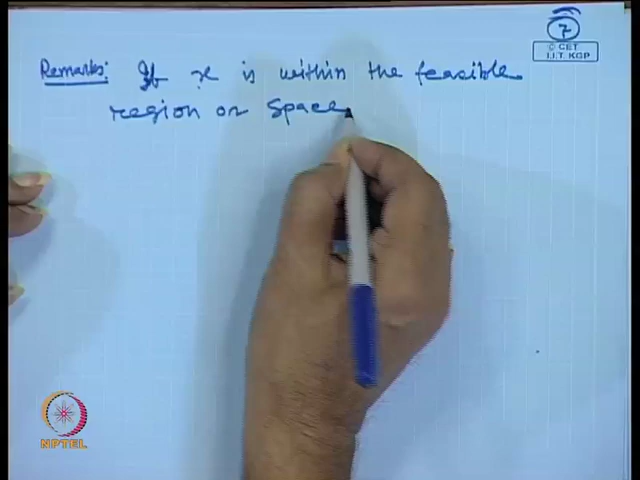 7
© CET
I.I.T. KGP
Remarks: If x is within the feasible
region or space
NPTEL